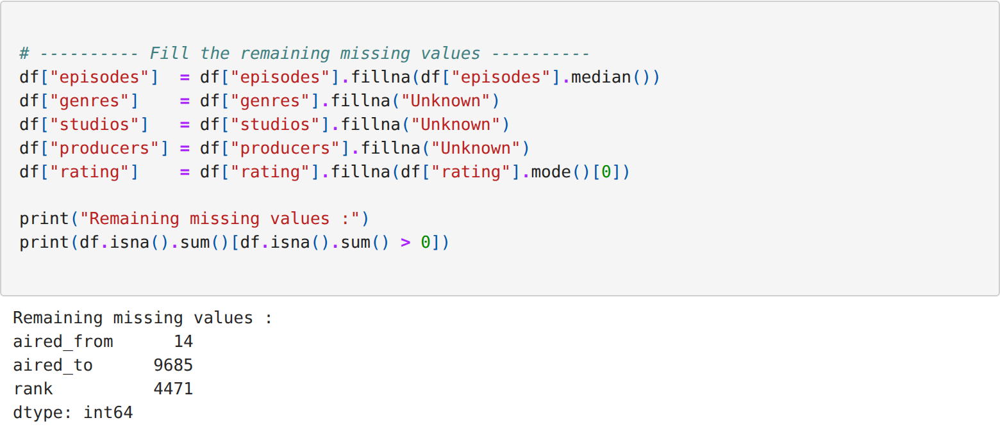 # ---------- Fill the remaining missing values ----------
df["episodes"]  = df["episodes"].fillna(df["episodes"].median())
df["genres"]    = df["genres"].fillna("Unknown")
df["studios"]   = df["studios"].fillna("Unknown")
df["producers"] = df["producers"].fillna("Unknown")
df["rating"]    = df["rating"].fillna(df["rating"].mode()[0])
print("Remaining missing values :")
print(df.isna().sum()[df.isna().sum() > 0])
Remaining missing values :
aired_from      14
aired_to      9685
rank          4471
dtype: int64